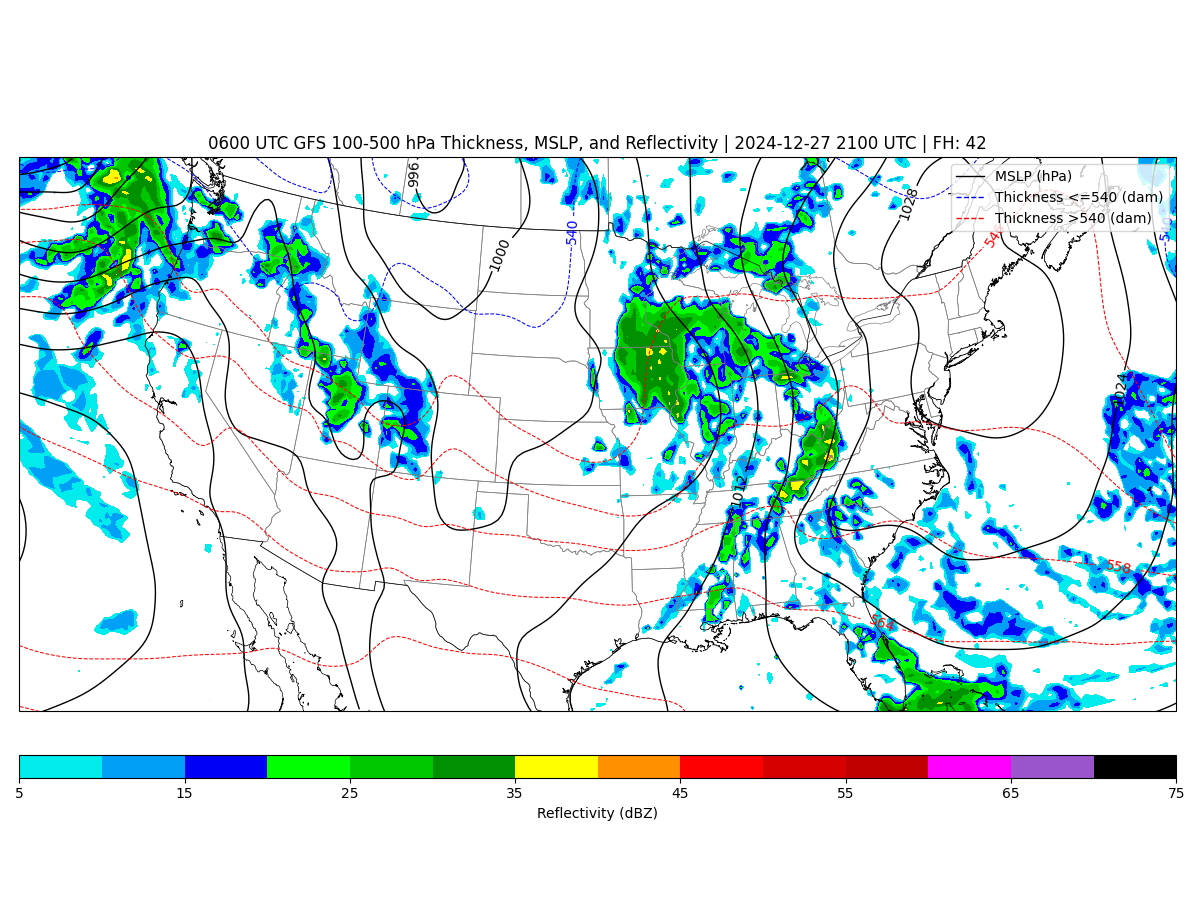 0600 UTC GFS 100-500 hPa Thickness, MSLP, and Reflectivity | 2024-12-27 2100 UTC | FH: 42
MSLP (hPa)
Thickness <=540 (dam)
Thickness >540 (dam)
996
1028
540
1000
1024
1012
558
564
5 15 25 35 45 55 65 75
Reflectivity (dBZ)